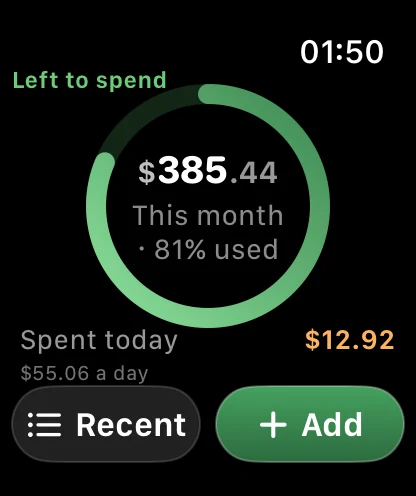 01:50
Left to spend
$385.44
This month
· 81% used
Spent today $12.92
$55.06 a day
Recent
+ Add